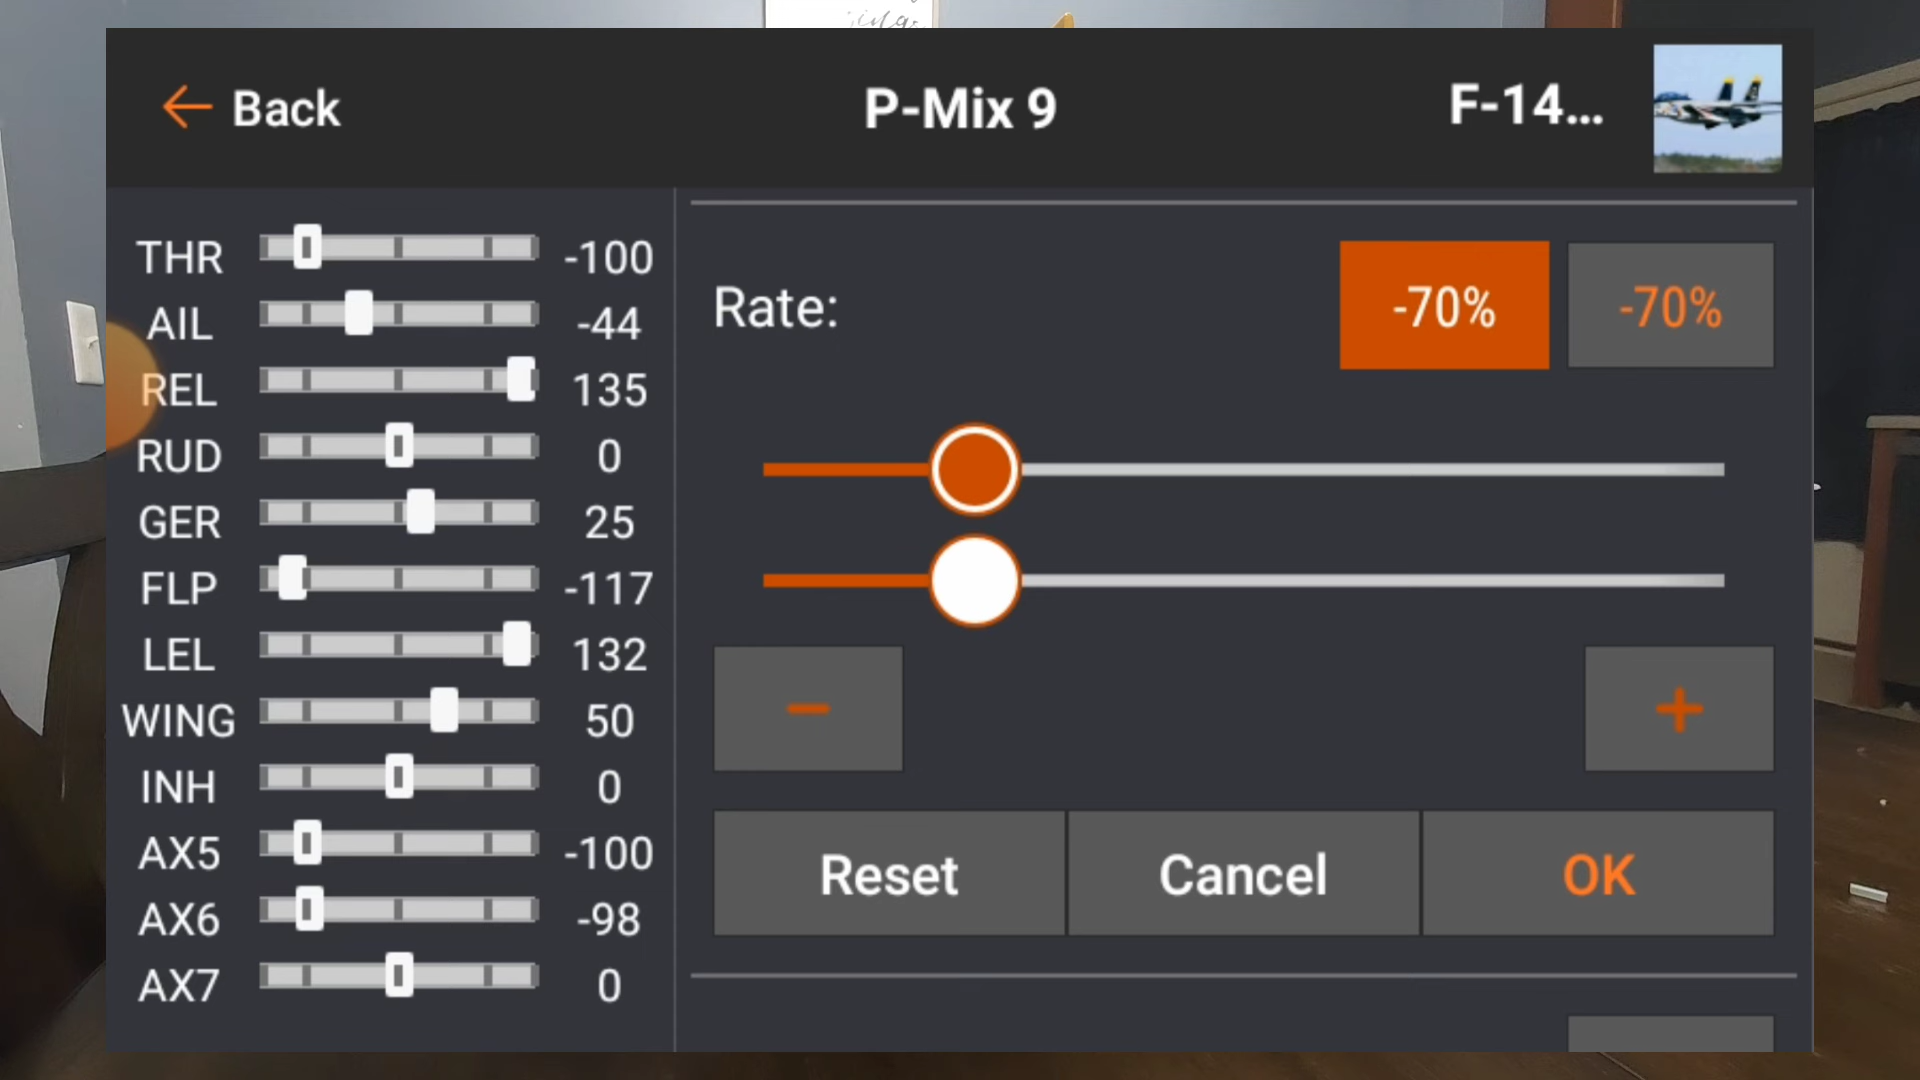 Back
P-Mix 9
F-14...
THR -100
AIL -44
REL 135
RUD 0
GER 25
FLP -117
LEL 132
WING 50
INH 0
AX5 -100
AX6 -98
AX7 0
Rate: -70% -70%
Reset Cancel OK